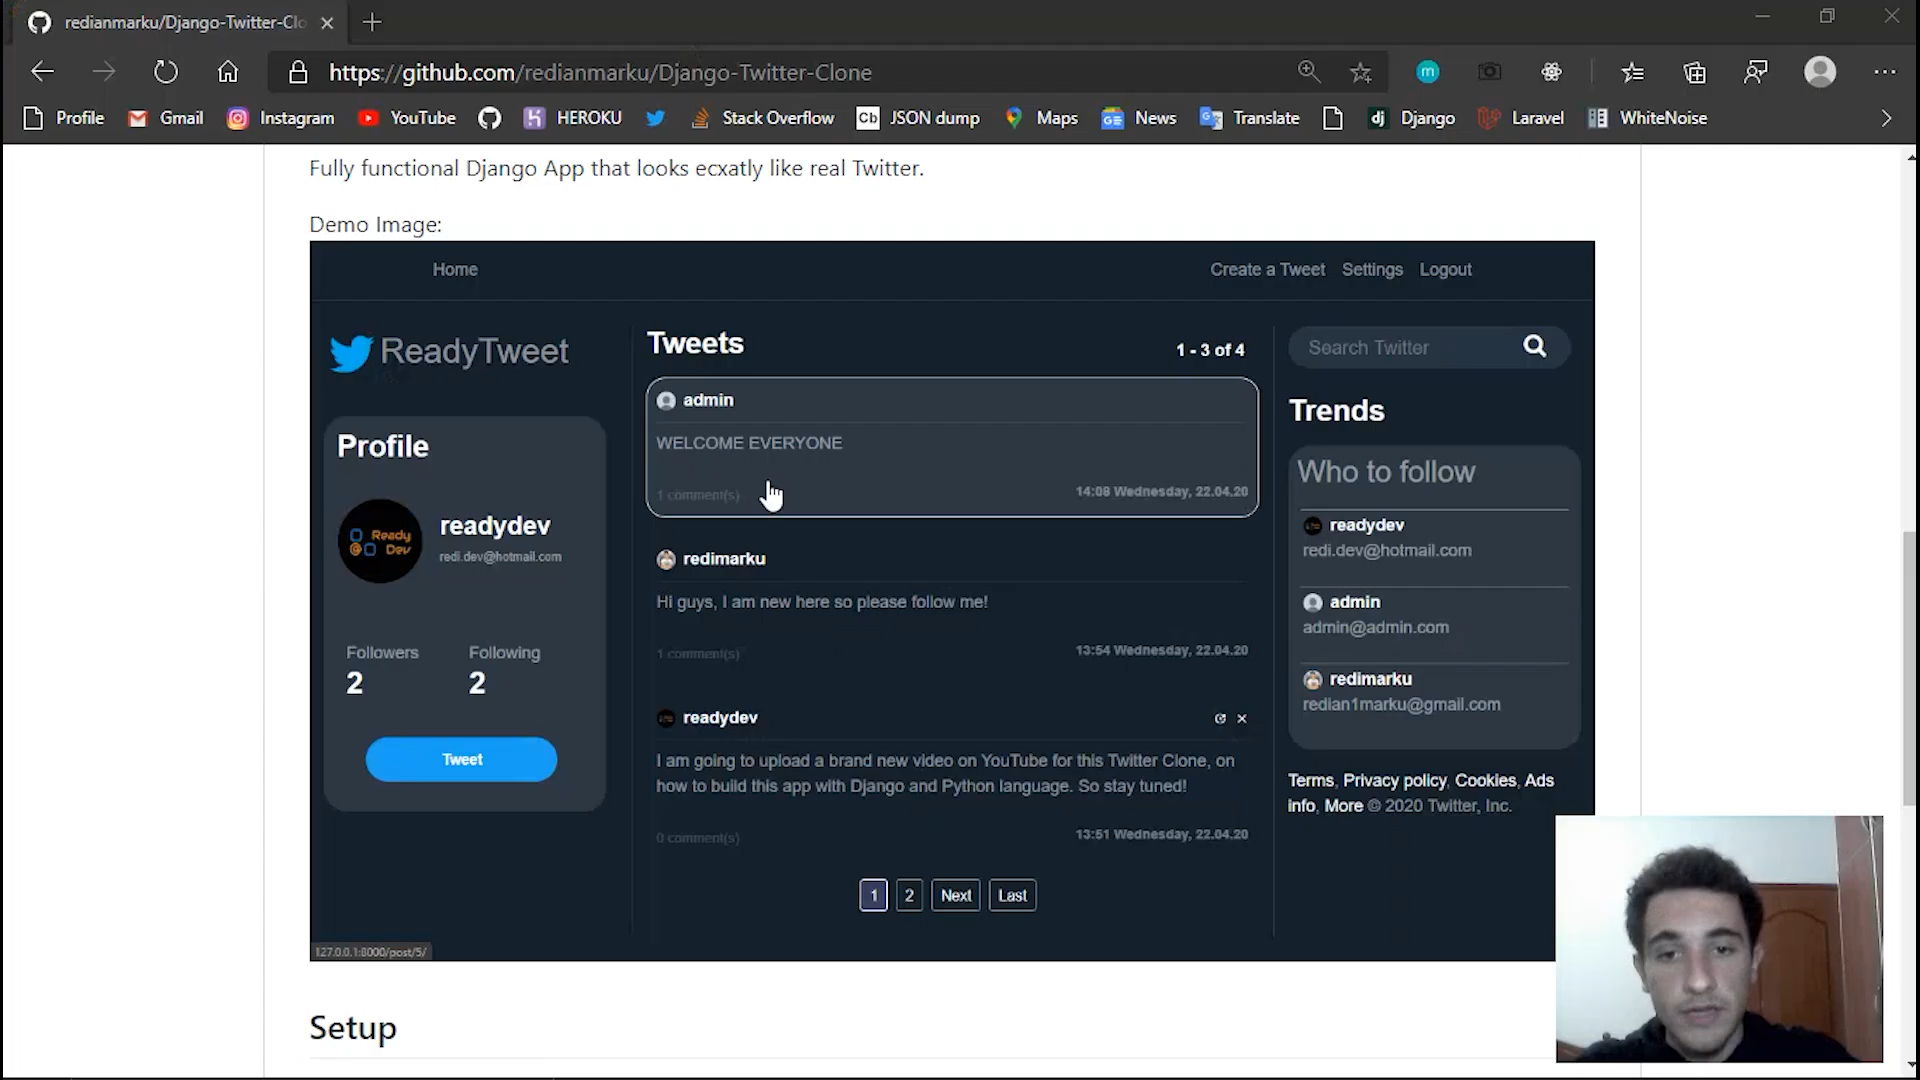 redianmarku/Django-Twitter-Clo
https://github.com/redianmarku/Django-Twitter-Clone
Profile Gmail Instagram YouTube HEROKU Stack Overflow Cb JSON dump Maps News Translate dj Django Laravel WhiteNoise
Fully functional Django App that looks ecxatly like real Twitter.
Demo Image:
Home Create a Tweet Settings Logout
ReadyTweet
Profile
Ready
Dev
readydev
redi.dev@hotmail.com
Followers Following
2 2
Tweet
Tweets
1 - 3 of 4
admin
WELCOME EVERYONE
1 comment(s) 14:08 Wednesday, 22.04.20
redimarku
Hi guys, I am new here so please follow me!
1 comment(s) 13:54 Wednesday, 22.04.20
readydev
I am going to upload a brand new video on YouTube for this Twitter Clone, on
how to build this app with Django and Python language. So stay tuned!
0 comment(s) 13:51 Wednesday, 22.04.20
1 2 Next Last
Search Twitter
Trends
Who to follow
readydev
redi.dev@hotmail.com
admin
admin@admin.com
redimarku
redian1marku@gmail.com
Terms, Privacy policy, Cookies, Ads
info, More © 2020 Twitter, Inc.
127.0.0.1:8000/post/5/
Setup